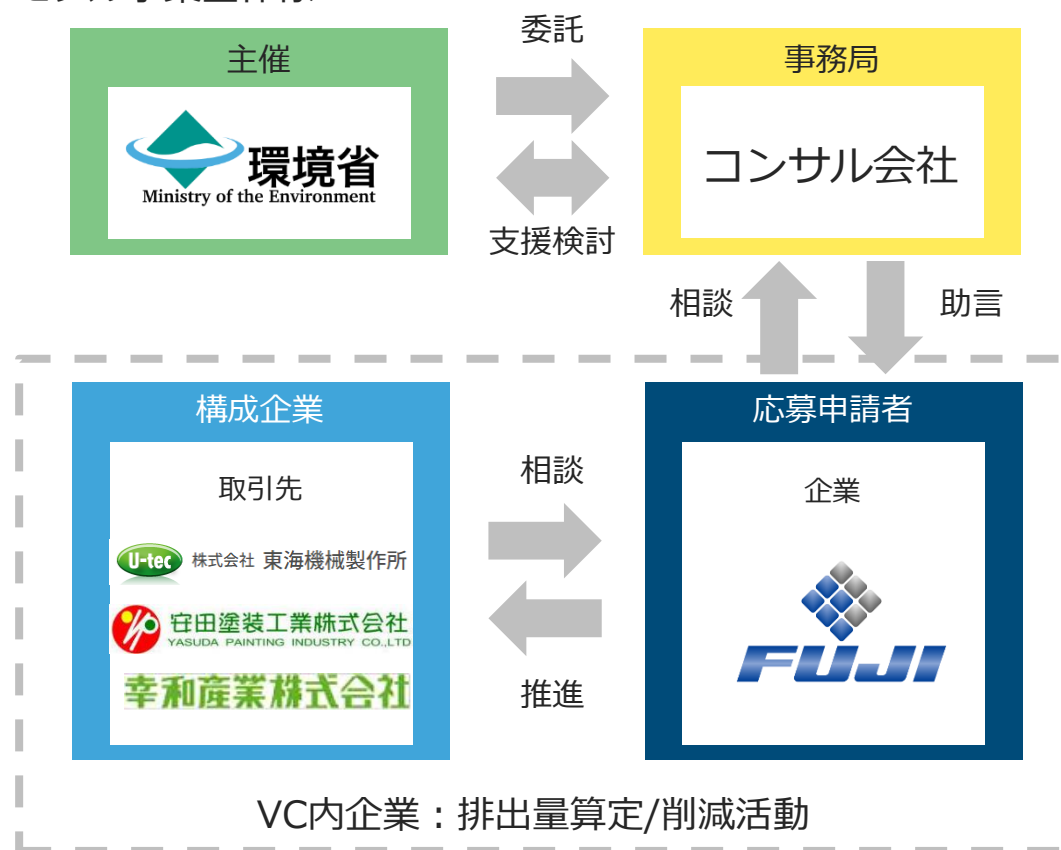 委託
主催
事務局
環境省
Ministry of the Environment
コンサル会社
支援検討
相談
助言
構成企業
応募申請者
取引先
相談
企業
U-tec 株式会社 東海機械製作所
安田塗装工業株式会社
YASUDA PAINTING INDUSTRY CO.,LTD
幸和産業株式会社
FUJI
推進
VC内企業：排出量算定/削減活動